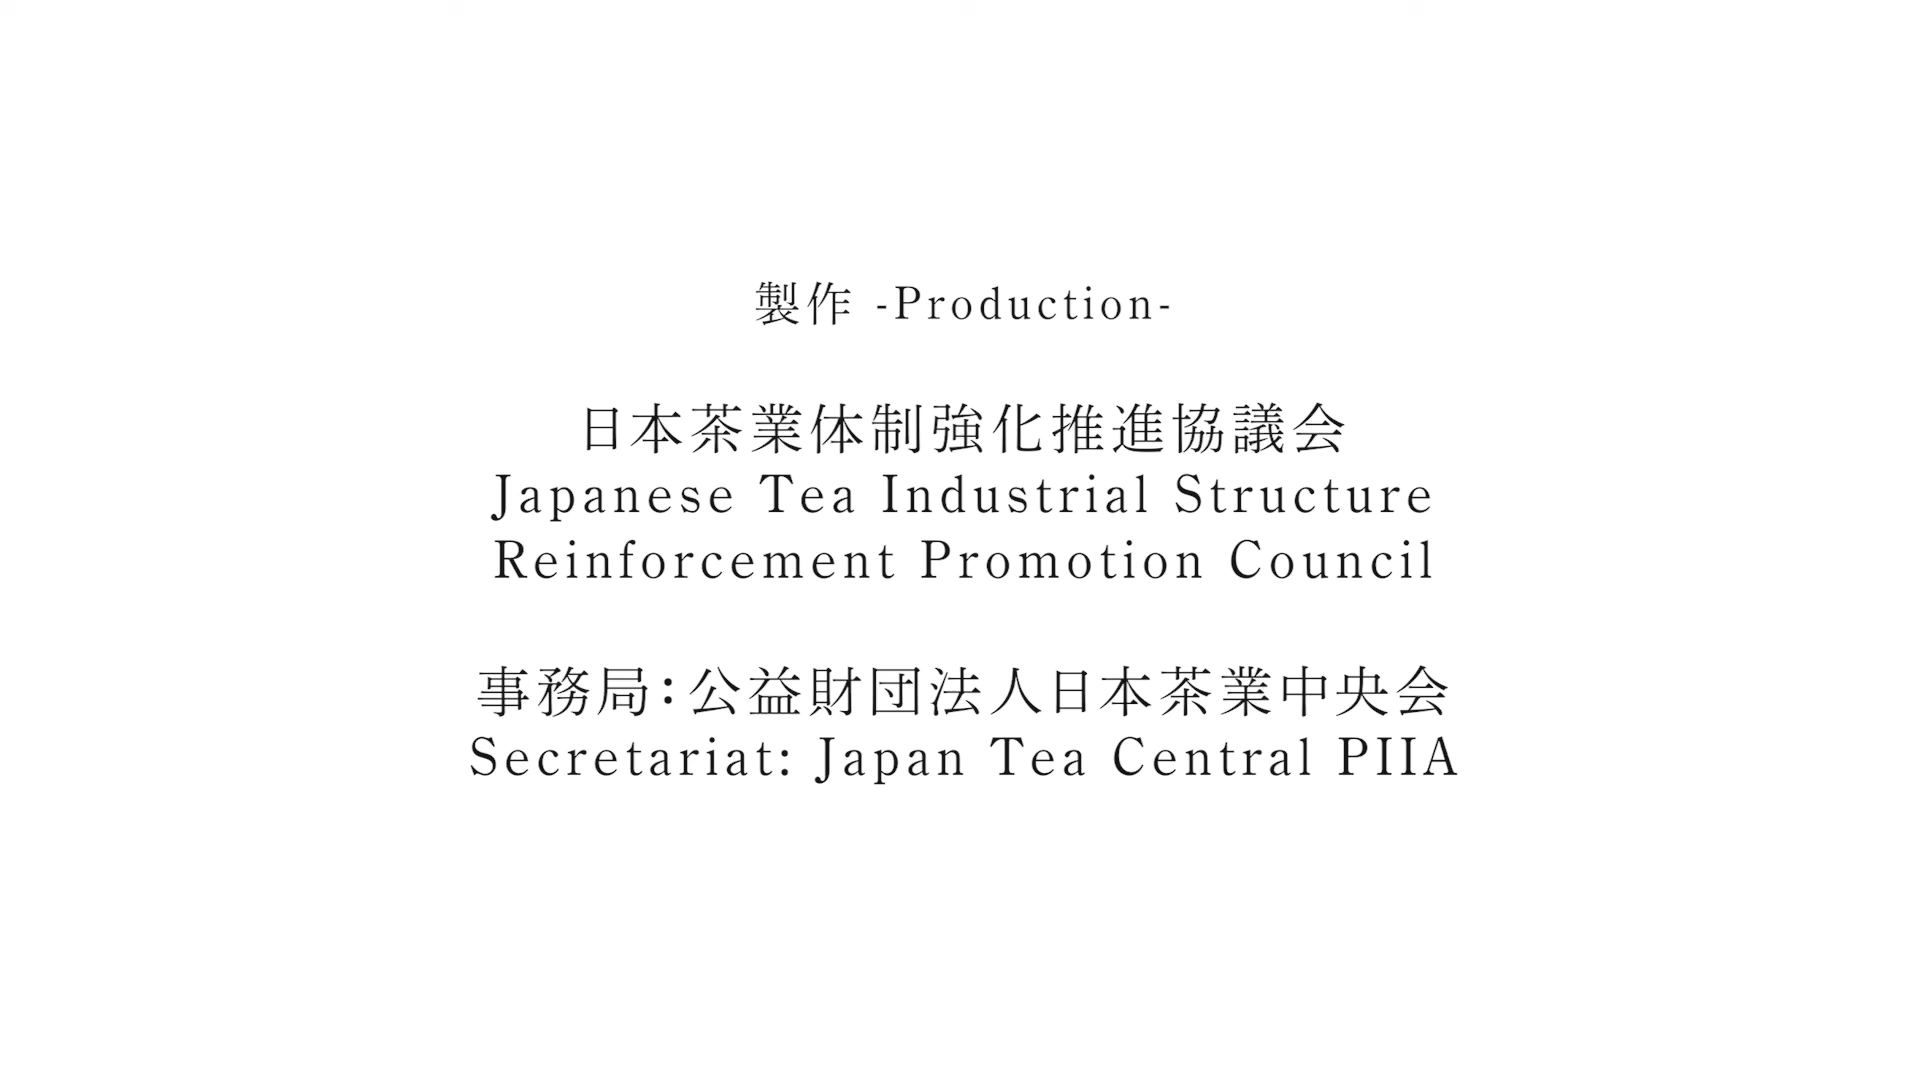 製作 -Production-
日本茶業体制強化推進協議会
Japanese Tea Industrial Structure
Reinforcement Promotion Council
事務局：公益財団法人日本茶業中央会
Secretariat: Japan Tea Central PIIA